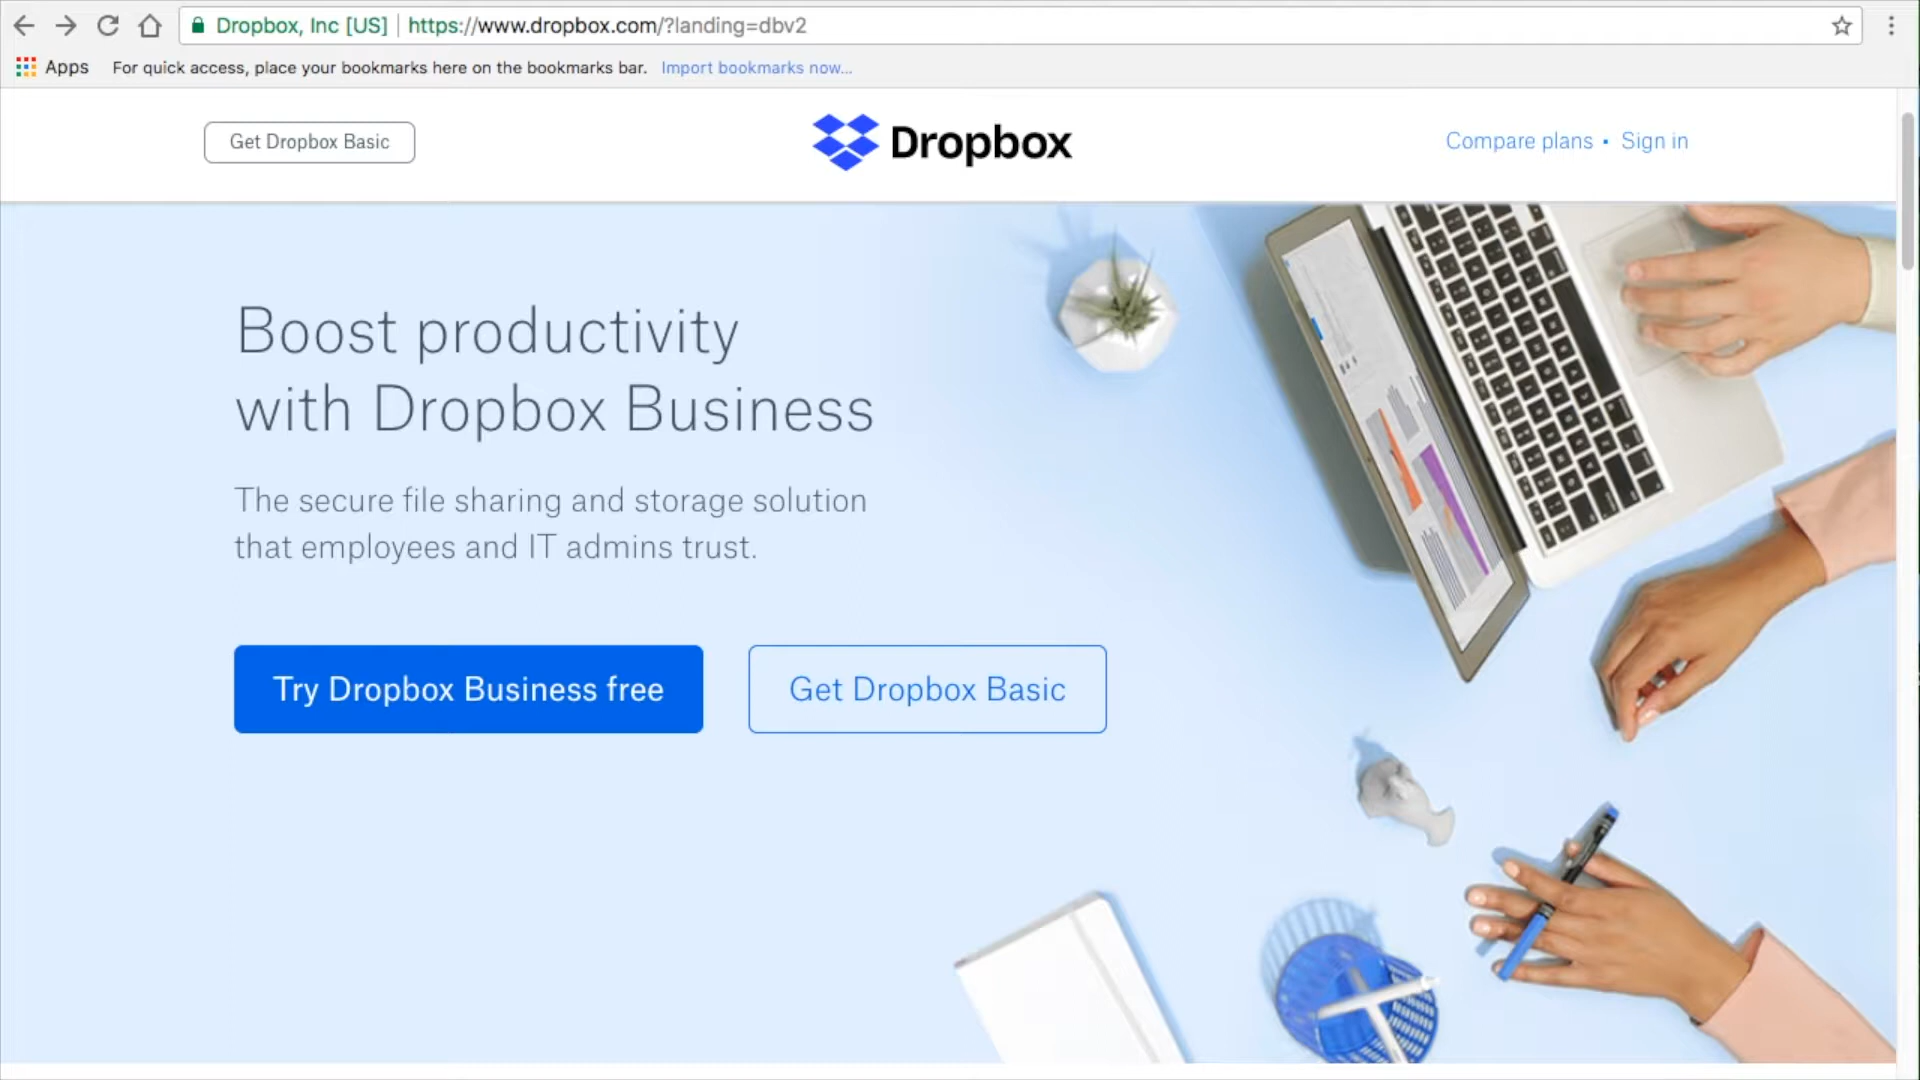 Dropbox, Inc [US] | https://www.dropbox.com/?landing=dbv2
Apps For quick access, place your bookmarks here on the bookmarks bar. Import bookmarks now...
Get Dropbox Basic
Dropbox
Compare plans • Sign in
Boost productivity
with Dropbox Business
The secure file sharing and storage solution
that employees and IT admins trust.
Try Dropbox Business free
Get Dropbox Basic